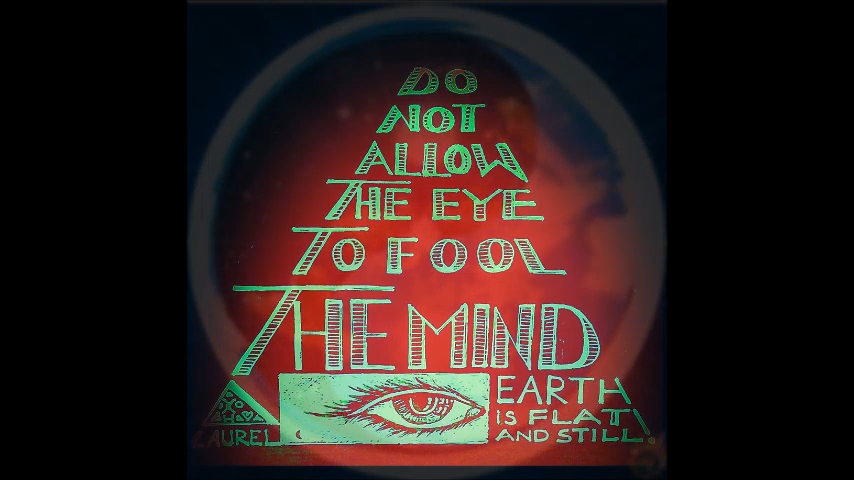 DO
NOT
ALLOW
THE EYE
TO FOOL
THE MIND
EARTH
IS FLAT!
AND STILL!
LAUREL